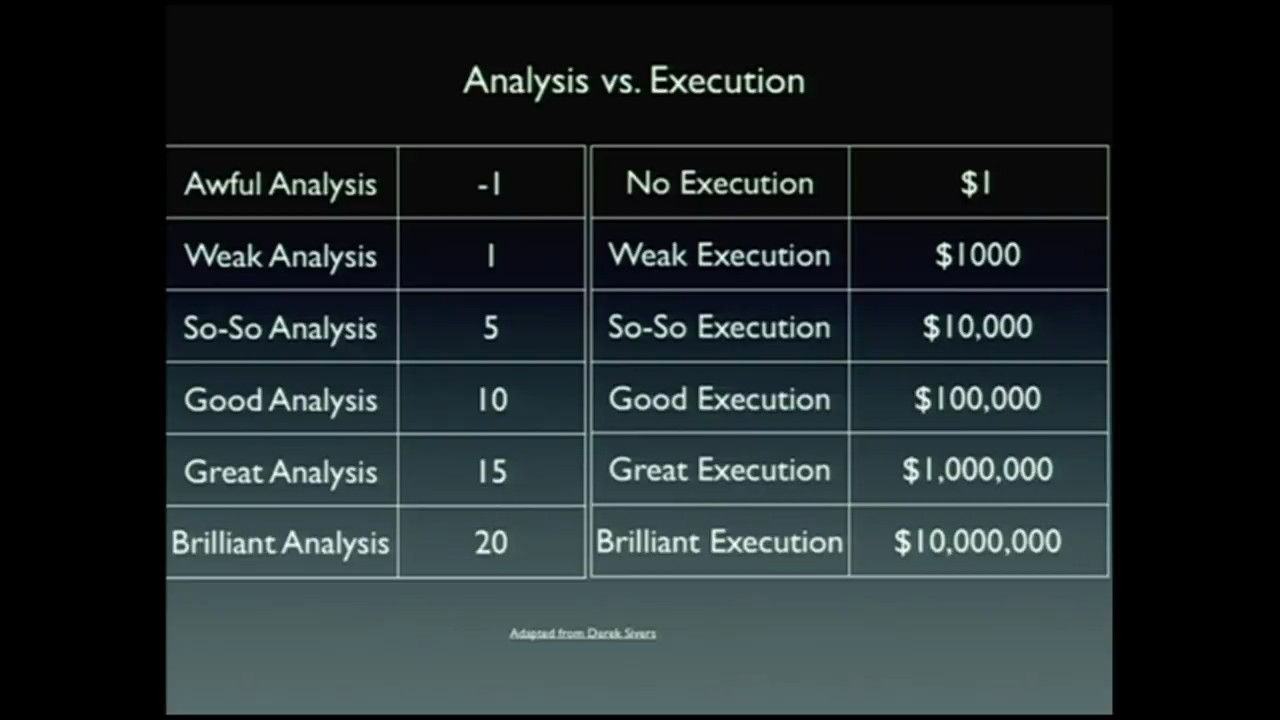 Analysis vs. Execution
Awful Analysis -1 No Execution $1
Weak Analysis 1 Weak Execution $1000
So-So Analysis 5 So-So Execution $10,000
Good Analysis 10 Good Execution $100,000
Great Analysis 15 Great Execution $1,000,000
Brilliant Analysis 20 Brilliant Execution $10,000,000
Adapted from Derek Sivers